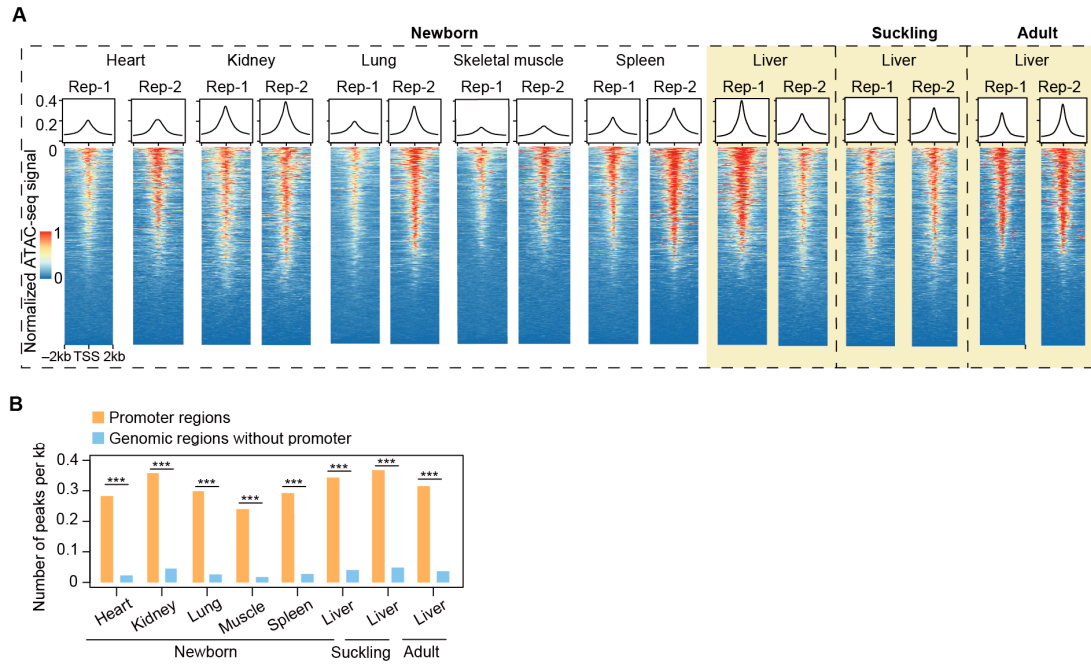 A
Newborn
Suckling
Adult
Heart
Kidney
Lung
Skeletal muscle
Spleen
Liver
Liver
Liver
Rep-1 Rep-2 Rep-1 Rep-2 Rep-1 Rep-2 Rep-1 Rep-2 Rep-1 Rep-2 Rep-1 Rep-2 Rep-1 Rep-2 Rep-1 Rep-2
0.4
0.2
0
Normalized ATAC-seq signal
1
0
–2kb TSS 2kb
B
Promoter regions
Genomic regions without promoter
Number of peaks per kb
0.4
0.3
0.2
0.1
0
*** *** *** *** *** *** *** ***
Heart Kidney Lung Muscle Spleen Liver Liver Liver
Newborn Suckling Adult